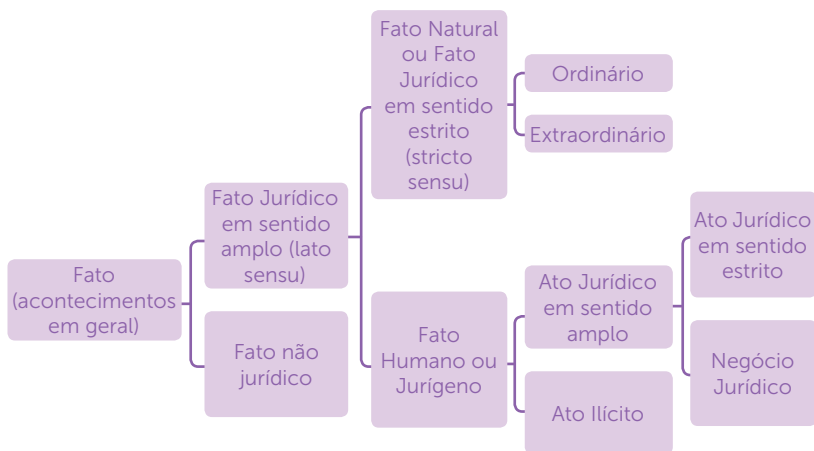 Fato
(acontecimentos
em geral)
Fato Jurídico
em sentido
amplo (lato
sensu)
Fato não
jurídico
Fato Natural
ou Fato
Jurídico
em sentido
estrito
(stricto
sensu)
Ordinário
Extraordinário
Fato
Humano ou
Jurígeno
Ato Jurídico
em sentido
amplo
Ato Ilícito
Ato Jurídico
em sentido
estrito
Negócio
Jurídico